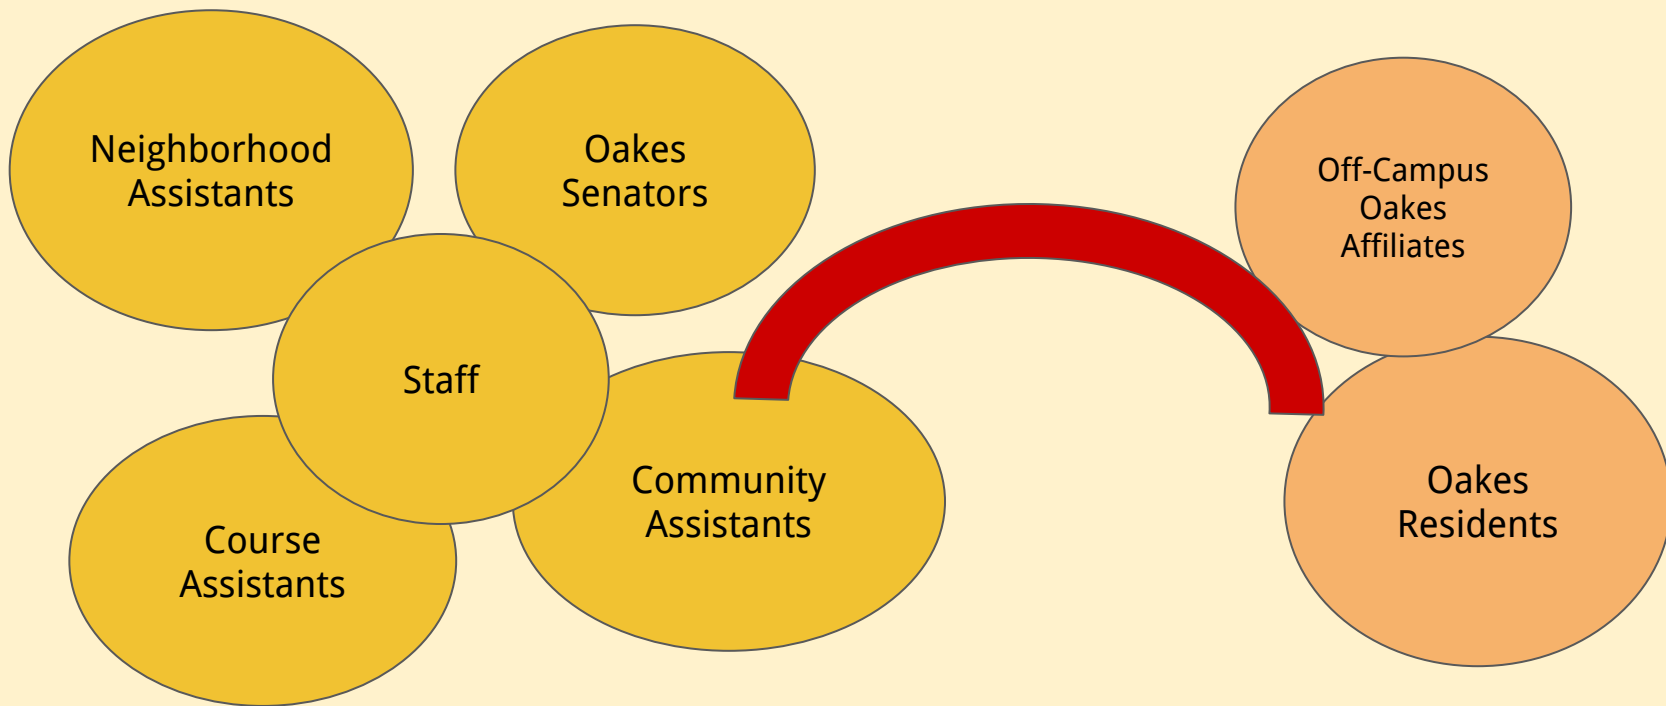 Neighborhood
Assistants
Oakes
Senators
Off-Campus
Oakes
Affiliates
Staff
Community
Assistants
Oakes
Residents
Course
Assistants